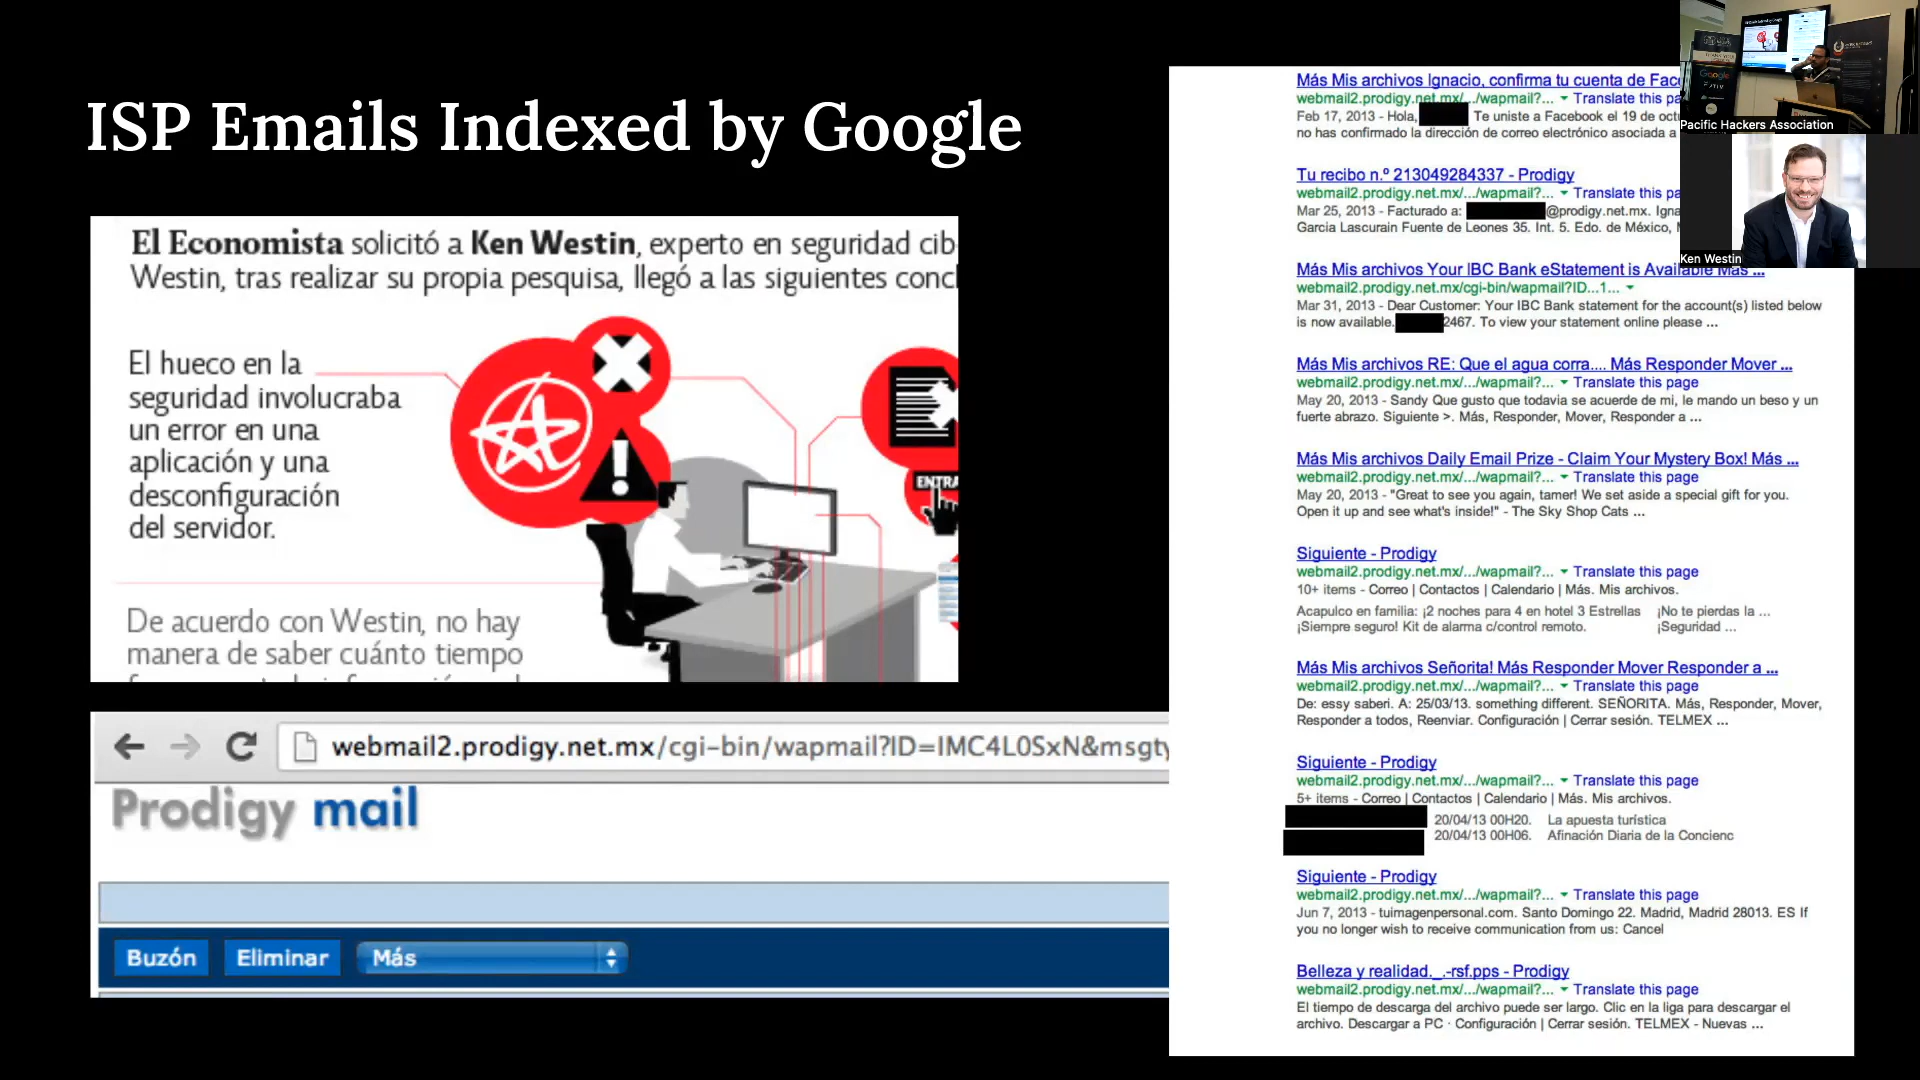 ISP Emails Indexed by Google
El Economista solicitó a Ken Westin, experto en seguridad cib
Westin, tras realizar su propia pesquisa, llegó a las siguientes concl
El hueco en la
seguridad involucraba
un error en una
aplicación y una
desconfiguración
del servidor.
ENTRA
De acuerdo con Westin, no hay
manera de saber cuánto tiempo
webmail2.prodigy.net.mx/cgi-bin/wapmail?ID=IMC4L0SxN&msgty
Prodigy mail
Buzón Eliminar Más
Más Mis archivos Ignacio, confirma tu cuenta de Fac
webmail2.prodigy.net.mx/.../wapmail?... Translate this pa
Feb 17, 2013 - Hola, Te uniste a Facebook el 19 de oct
no has confirmado la dirección de correo electrónico asociada a
Tu recibo n.º 213049284337 - Prodigy
webmail2.prodigy.net.mx/.../wapmail?... Translate this pa
Mar 25, 2013 - Facturado a: @prodigy.net.mx. Igna
Garcia Lascurain Fuente de Leones 35. Int. 5. Edo. de México,
Más Mis archivos Your IBC Bank eStatement is Available Más ...
webmail2.prodigy.net.mx/cgi-bin/wapmail?ID...1...
Mar 31, 2013 - Dear Customer: Your IBC Bank statement for the account(s) listed below
is now available. 2467. To view your statement online please ...
Más Mis archivos RE: Que el agua corra.... Más Responder Mover ...
webmail2.prodigy.net.mx/.../wapmail?... Translate this page
May 20, 2013 - Sandy Que gusto que todavia se acuerde de mi, le mando un beso y un
fuerte abrazo. Siguiente >. Más, Responder, Mover, Responder a ...
Más Mis archivos Daily Email Prize - Claim Your Mystery Box! Más ...
webmail2.prodigy.net.mx/.../wapmail?... Translate this page
May 20, 2013 - "Great to see you again, tamer! We set aside a special gift for you.
Open it up and see what's inside!" - The Sky Shop Cats ...
Siguiente - Prodigy
webmail2.prodigy.net.mx/.../wapmail?... Translate this page
10+ items - Correo | Contactos | Calendario | Más. Mis archivos.
Acapulco en familia: ¡2 noches para 4 en hotel 3 Estrellas ¡No te pierdas la ...
¡Siempre seguro! Kit de alarma c/control remoto. ¡Seguridad ...
Más Mis archivos Señorita! Más Responder Mover Responder a ...
webmail2.prodigy.net.mx/.../wapmail?... Translate this page
De: essy saberi. A: 25/03/13. something different. SEÑORITA. Más, Responder, Mover,
Responder a todos, Reenviar. Configuración | Cerrar sesión. TELMEX ...
Siguiente - Prodigy
webmail2.prodigy.net.mx/.../wapmail?... Translate this page
5+ items - Correo | Contactos | Calendario | Más. Mis archivos.
20/04/13 00H20. La apuesta turística
20/04/13 00H06. Afinación Diaria de la Concienc
Siguiente - Prodigy
webmail2.prodigy.net.mx/.../wapmail?... Translate this page
Jun 7, 2013 - tuimagenpersonal.com. Santo Domingo 22. Madrid, Madrid 28013. ES If
you no longer wish to receive communication from us: Cancel
Belleza y realidad._.-rsf.pps - Prodigy
webmail2.prodigy.net.mx/.../wapmail?... Translate this page
El tiempo de descarga del archivo puede ser largo. Clic en la liga para descargar el
archivo. Descargar a PC · Configuración | Cerrar sesión. TELMEX - Nuevas ...
Google
Pacific Hackers Association
Ken Westin